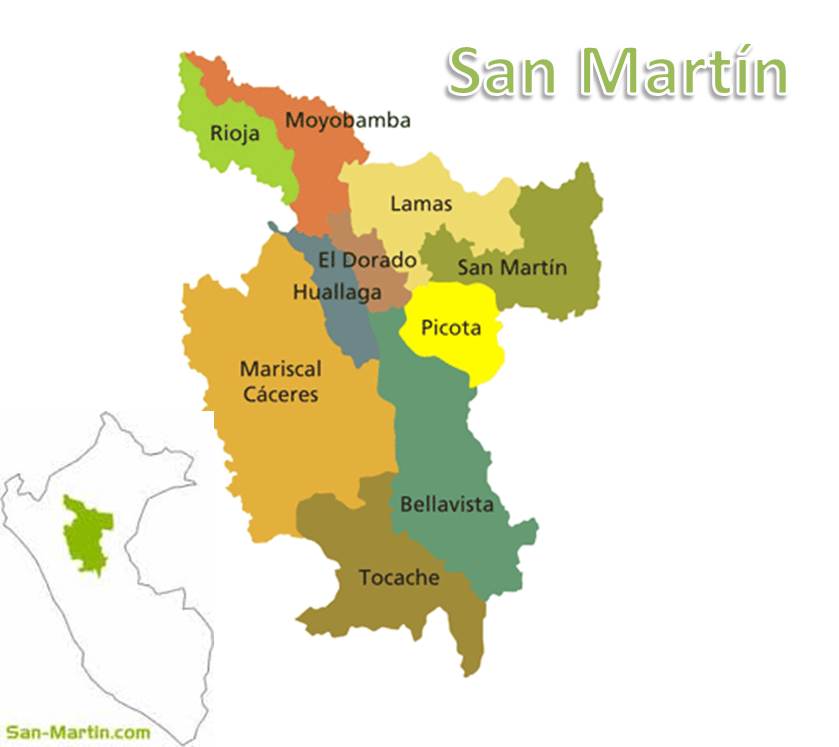 San Martín
Moyobamba
Rioja
Lamas
El Dorado
San Martín
Huallaga
Picota
Mariscal
Cáceres
Bellavista
Tocache
San-Martin.com